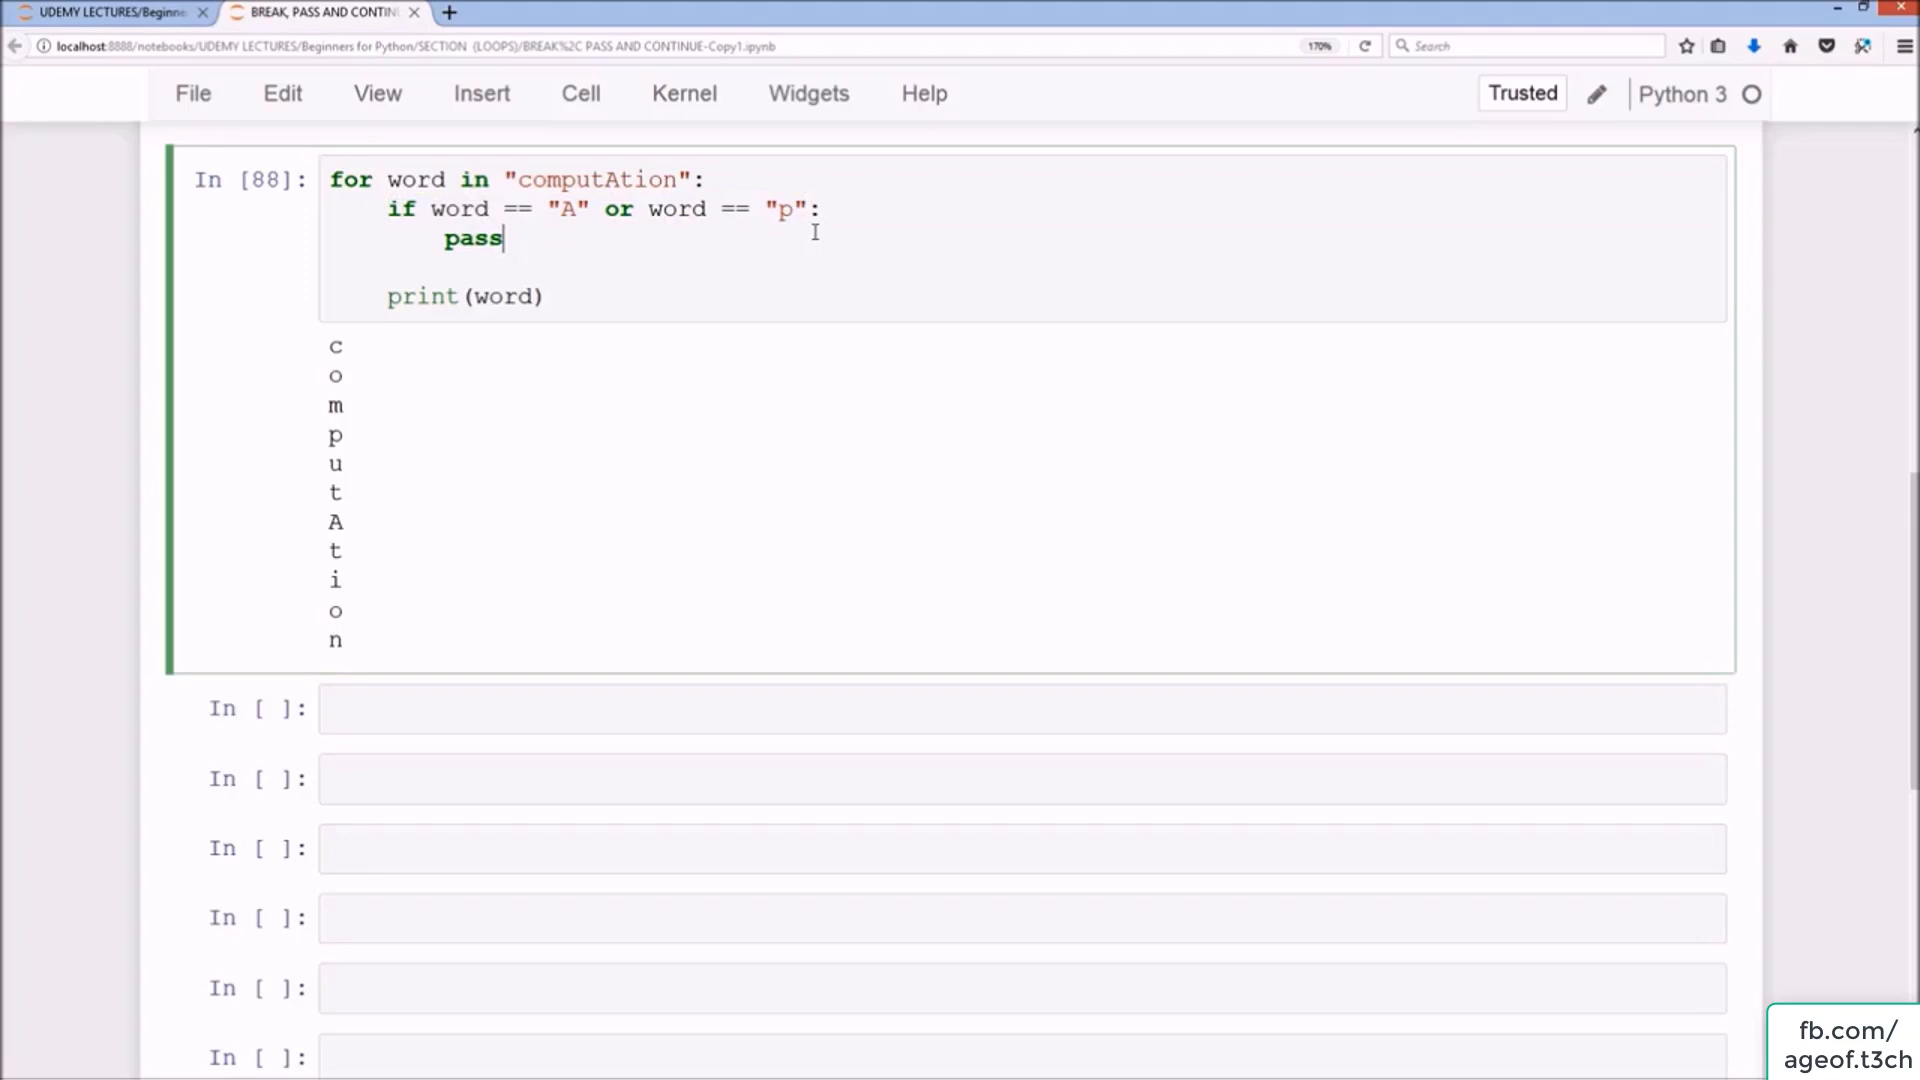 UDEMY LECTURES/Beginne
BREAK, PASS AND CONTIN
localhost:8888/notebooks/UDEMY LECTURES/Beginners for Python/SECTION (LOOPS)/BREAK%2C PASS AND CONTINUE-Copy1.ipynb
170%
Search
File
Edit
View
Insert
Cell
Kernel
Widgets
Help
Trusted
Python 3
In [88]:
for word in "computAtion":
if word == "A" or word == "p":
pass
print(word)
c
o
m
p
u
t
A
t
i
o
n
In [ ]:
In [ ]:
In [ ]:
In [ ]:
In [ ]:
In [ ]:
fb.com/
ageof.t3ch